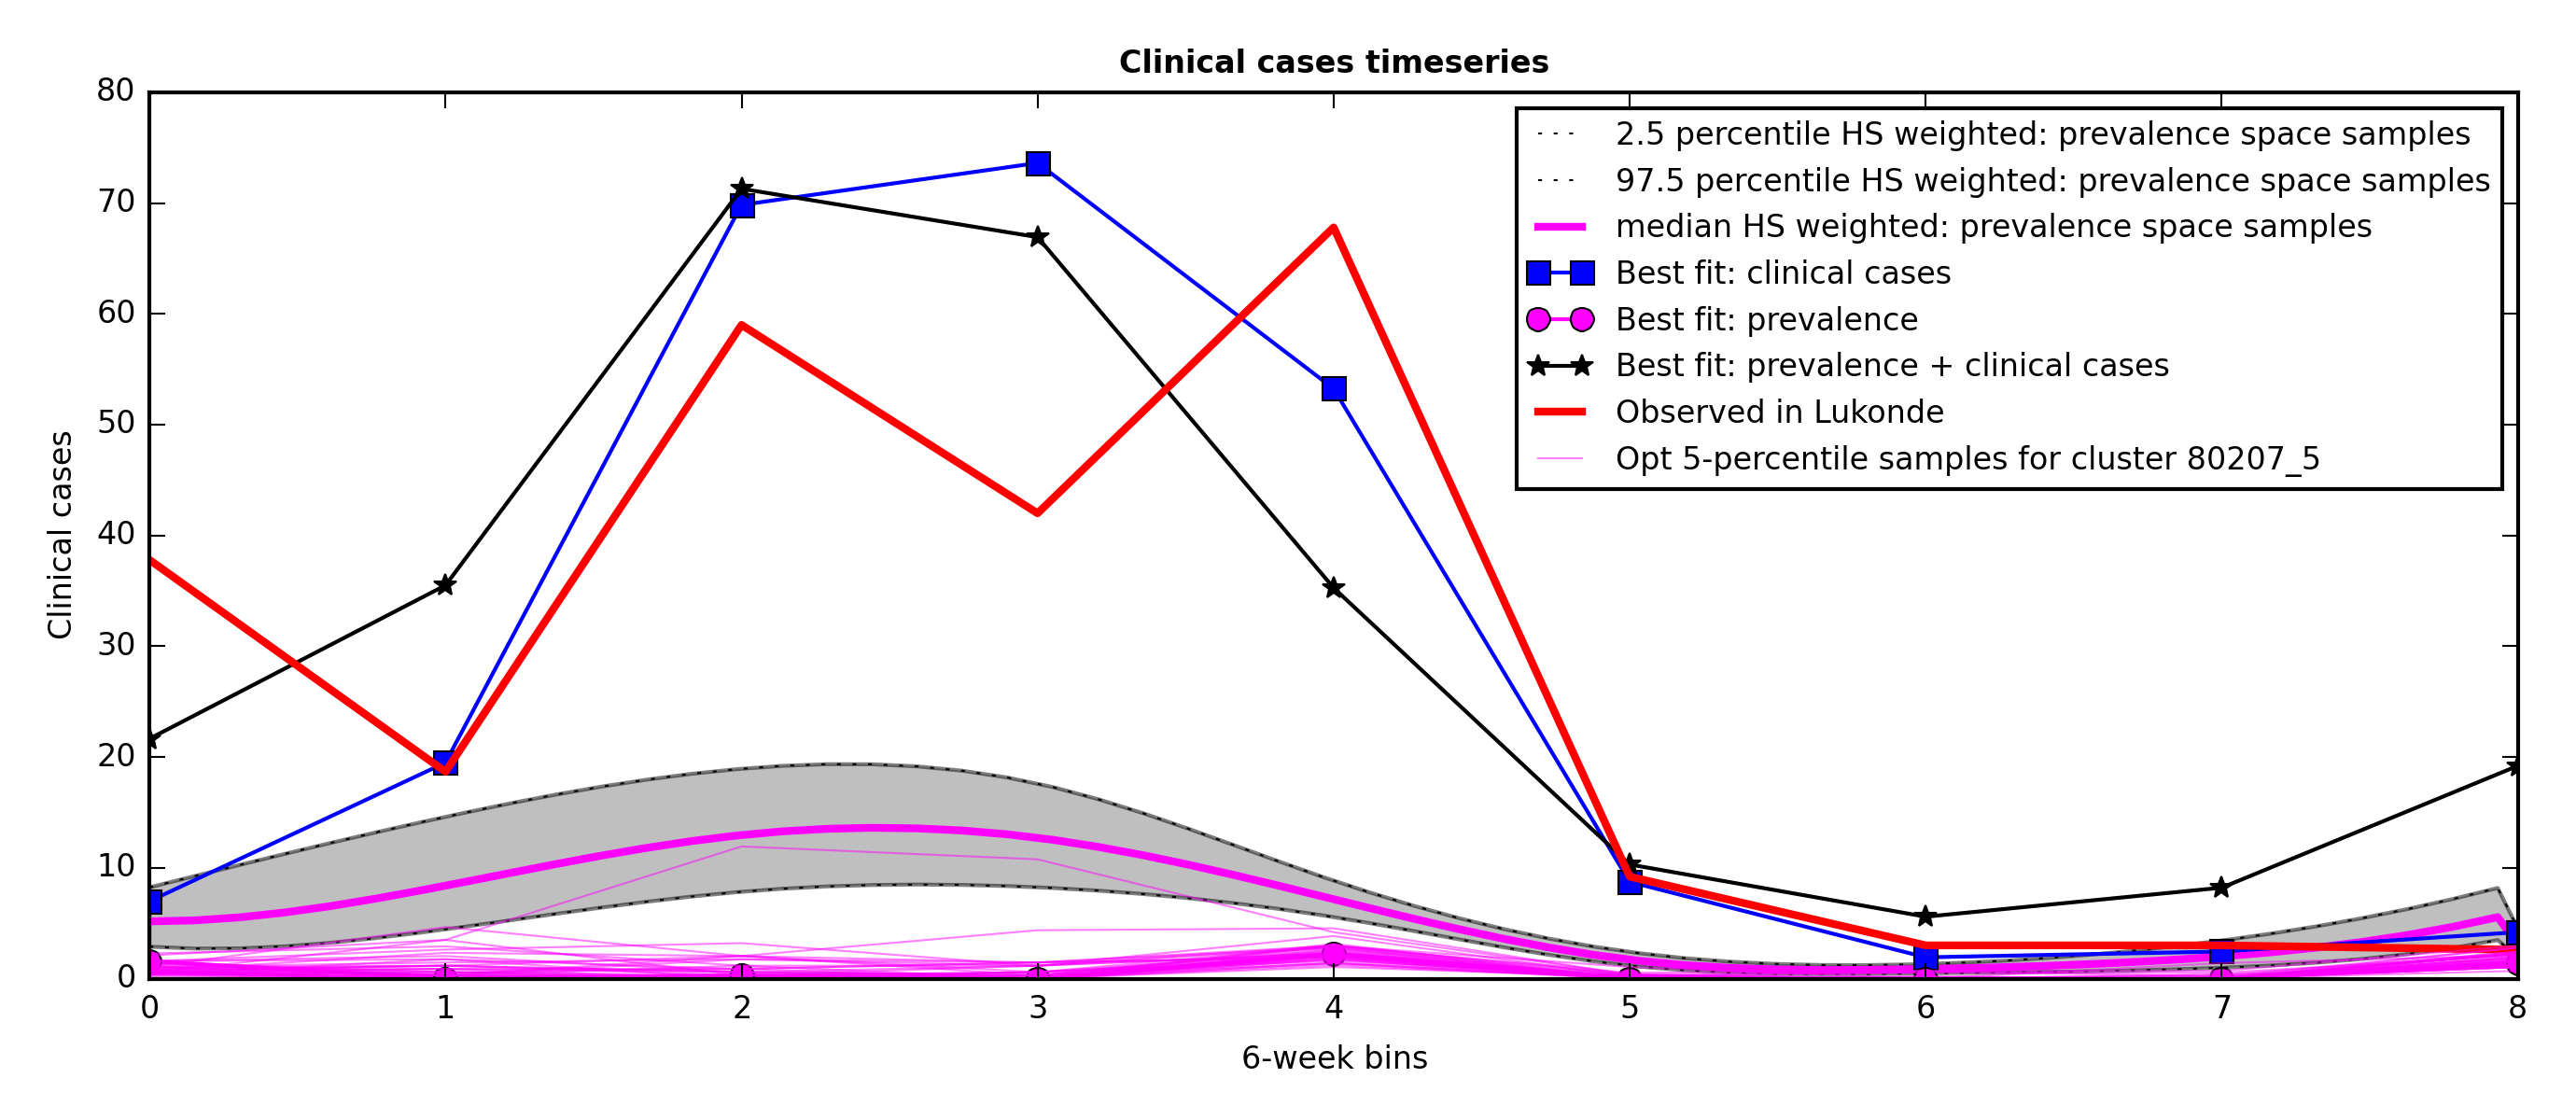 Clinical cases timeseries
80
70
60
50
40
30
20
10
0
Clinical cases
2.5 percentile HS weighted: prevalence space samples
97.5 percentile HS weighted: prevalence space samples
median HS weighted: prevalence space samples
Best fit: clinical cases
Best fit: prevalence
Best fit: prevalence + clinical cases
Observed in Lukonde
Opt 5-percentile samples for cluster 80207_5
0 1 2 3 4 5 6 7 8
6-week bins